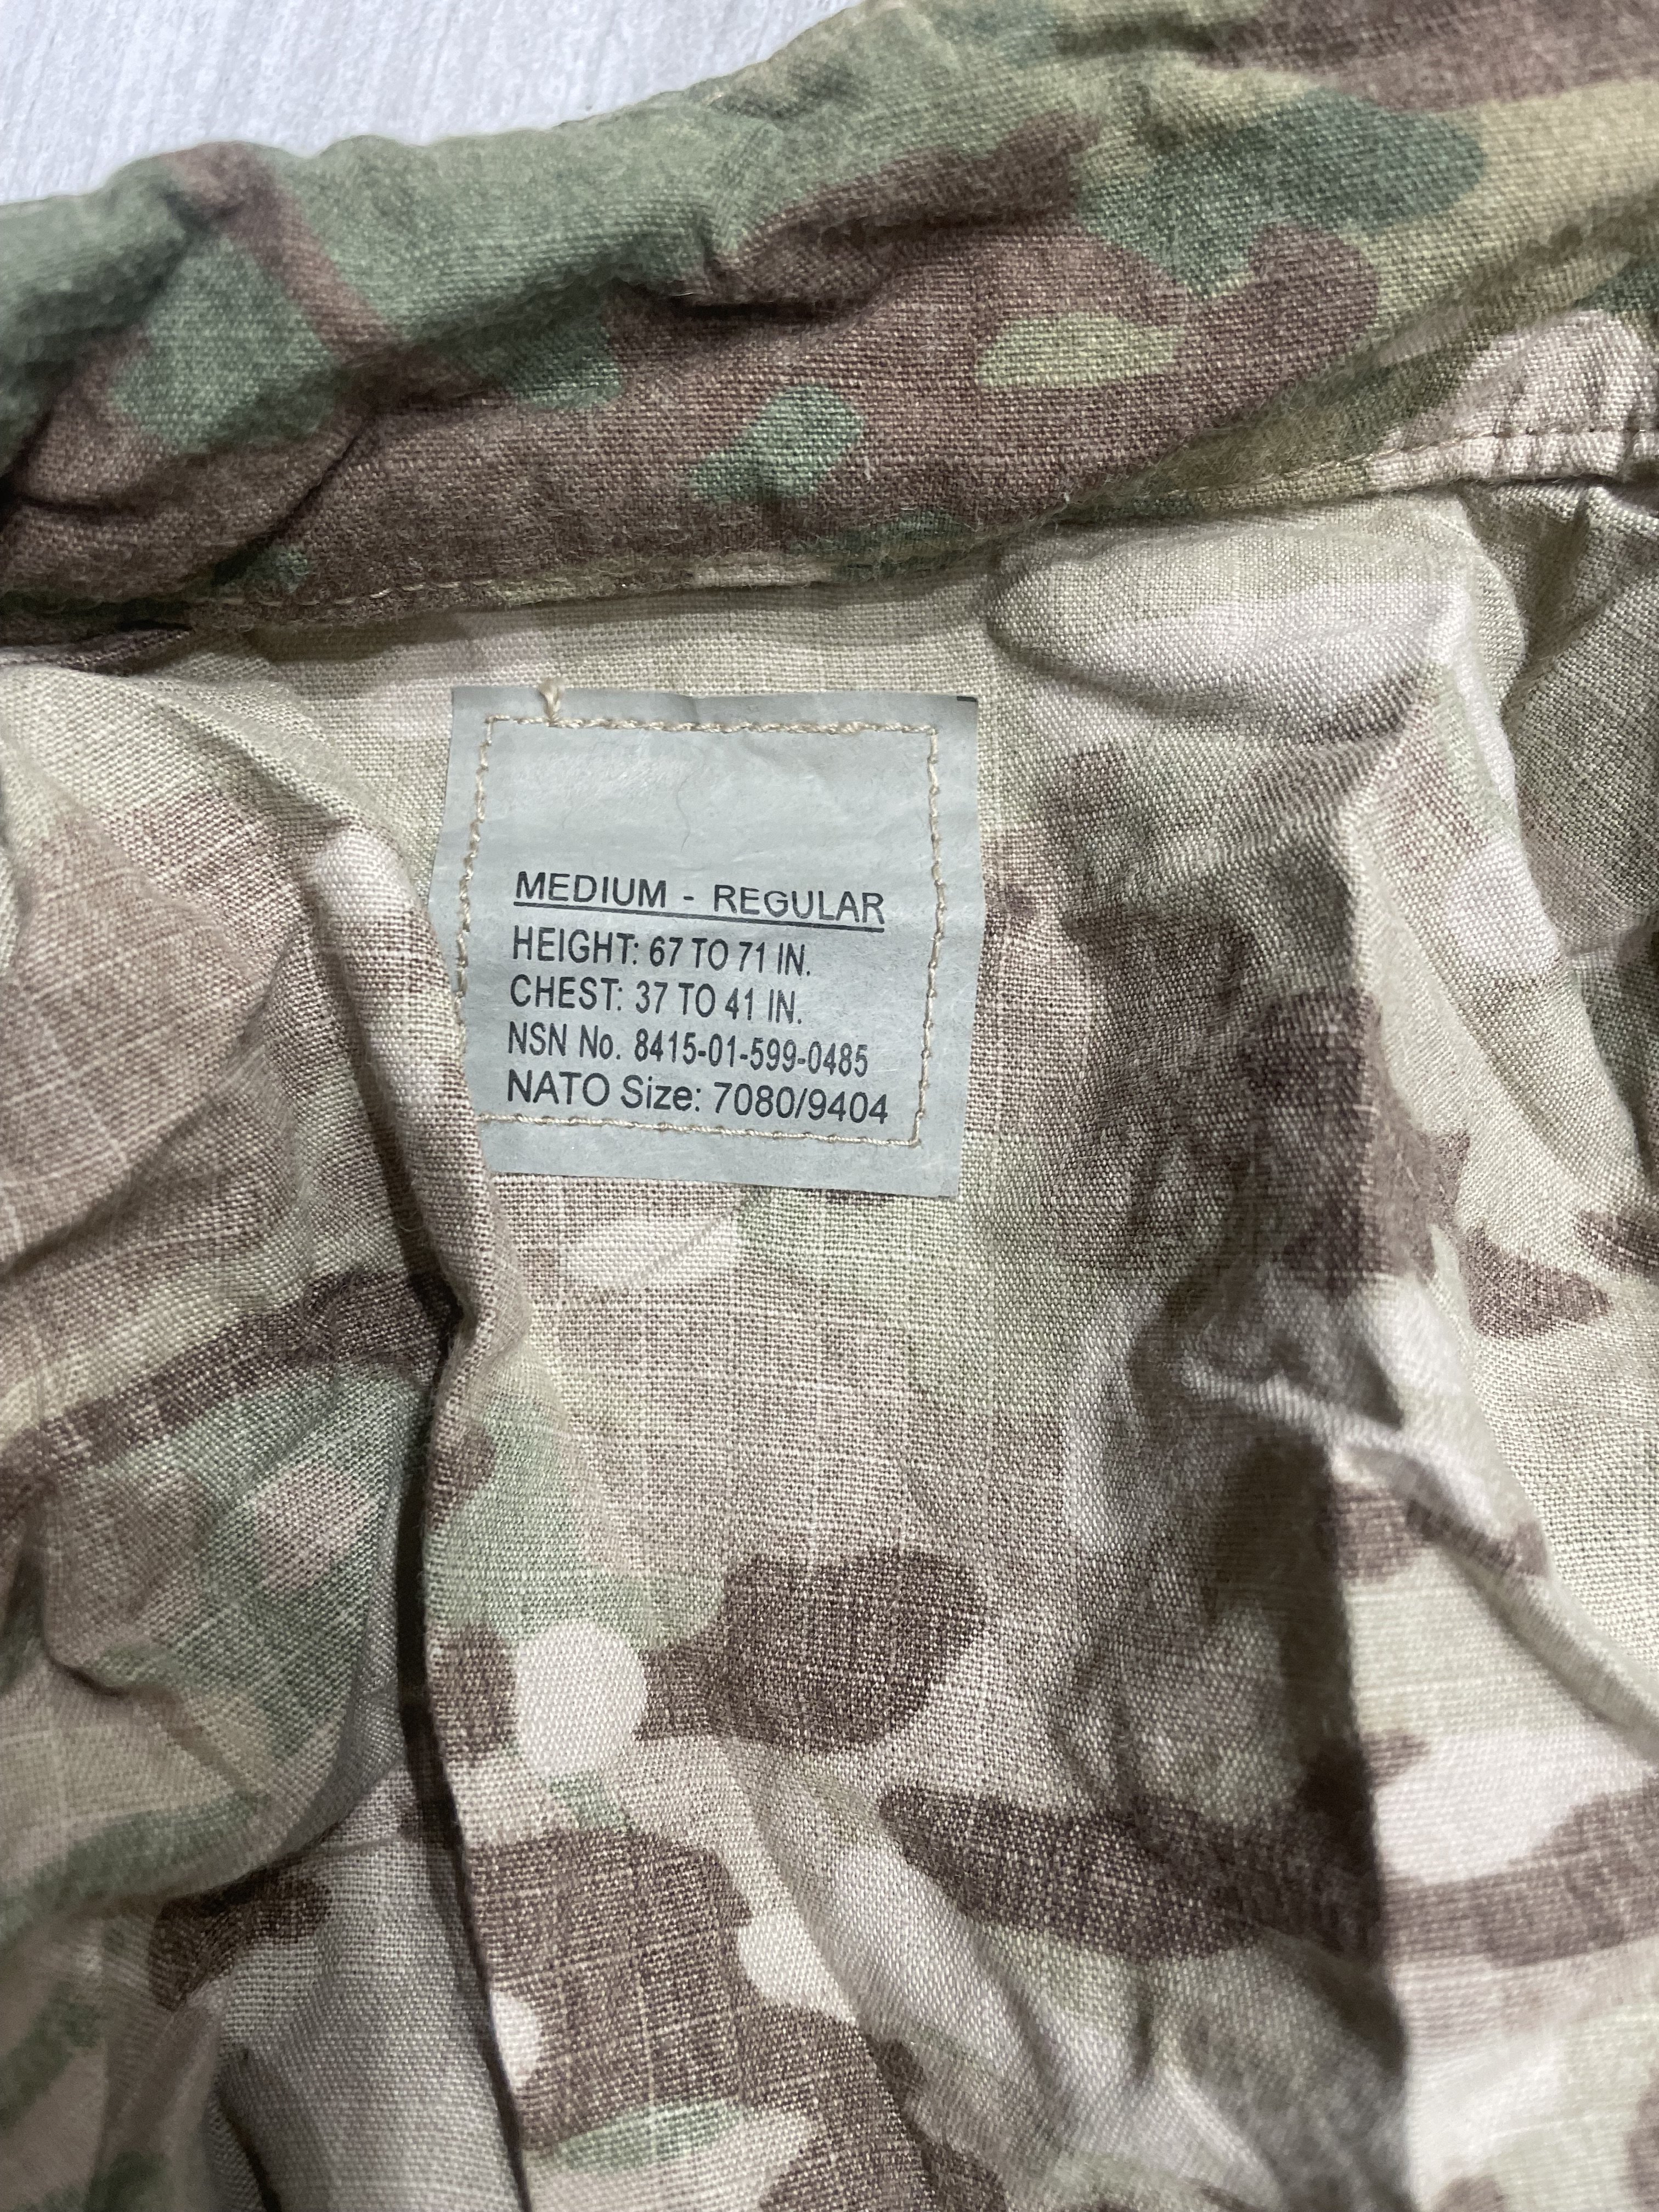 MEDIUM - REGULAR
HEIGHT: 67 TO 71 IN.
CHEST: 37 TO 41 IN.
NSN No. 8415-01-599-0485
NATO Size: 7080/9404